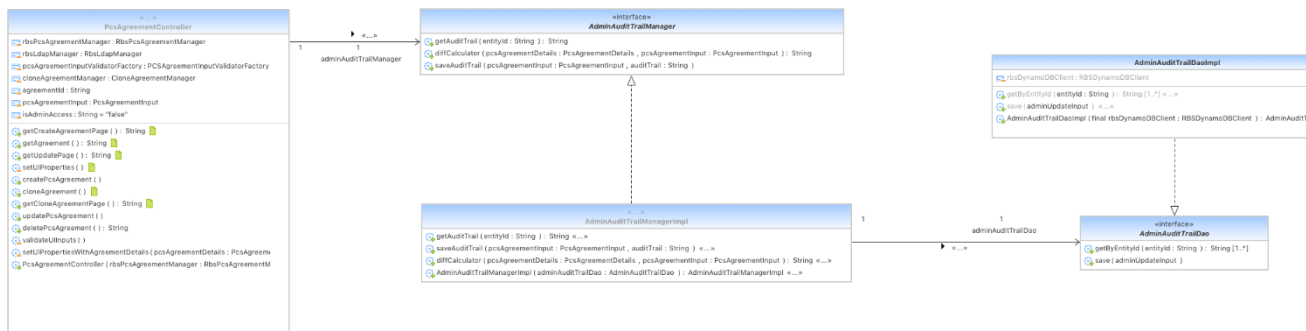 «...»
PcsAgreementController
rbsPcsAgreementManager : RbsPcsAgreementManager
rbsLdapManager : RbsLdapManager
pcsAgreementInputValidatorFactory : PCSAgreementInputValidatorFactory
cloneAgreementManager : CloneAgreementManager
agreementId : String
pcsAgreementInput : PcsAgreementInput
isAdminAccess : String = "false"
getCreateAgreementPage ( ) : String
getAgreement ( ) : String
getUpdatePage ( ) : String
setUIProperties ( )
createPcsAgreement ( )
cloneAgreement ( )
getCloneAgreementPage ( ) : String
updatePcsAgreement ( )
deletePcsAgreement ( ) : String
validateUIInputs ( )
setUIPropertiesWithAgreementDetails ( pcsAgreementDetails : PcsAgreeme
PcsAgreementController ( rbsPcsAgreementManager : RbsPcsAgreementM
«...»
1
1
adminAuditTrailManager
«interface»
AdminAuditTrailManager
getAuditTrail ( entityId : String ) : String
diffCalculator ( pcsAgreementDetails : PcsAgreementDetails , pcsAgreementInput : PcsAgreementInput ) : String
saveAuditTrail ( pcsAgreementInput : PcsAgreementInput , auditTrail : String )
«...»
AdminAuditTrailManagerImpl
getAuditTrail ( entityId : String ) : String «...»
saveAuditTrail ( pcsAgreementInput : PcsAgreementInput , auditTrail : String ) «...»
diffCalculator ( pcsAgreementDetails : PcsAgreementDetails , pcsAgreementInput : PcsAgreementInput ) : String «...»
AdminAuditTrailManagerImpl ( adminAuditTrailDao : AdminAuditTrailDao ) : AdminAuditTrailManagerImpl «...»
1
1
adminAuditTrailDao
«...»
AdminAuditTrailDaoImpl
rbsDynamoDBClient : RBSDynamoDBClient
getByEntityId ( entityId : String ) : String [1..*] «...»
save ( adminUpdateInput ) «...»
AdminAuditTrailDaoImpl ( final rbsDynamoDBClient : RBSDynamoDBClient ) : AdminAuditT
«interface»
AdminAuditTrailDao
getByEntityId ( entityId : String ) : String [1..*]
save ( adminUpdateInput )